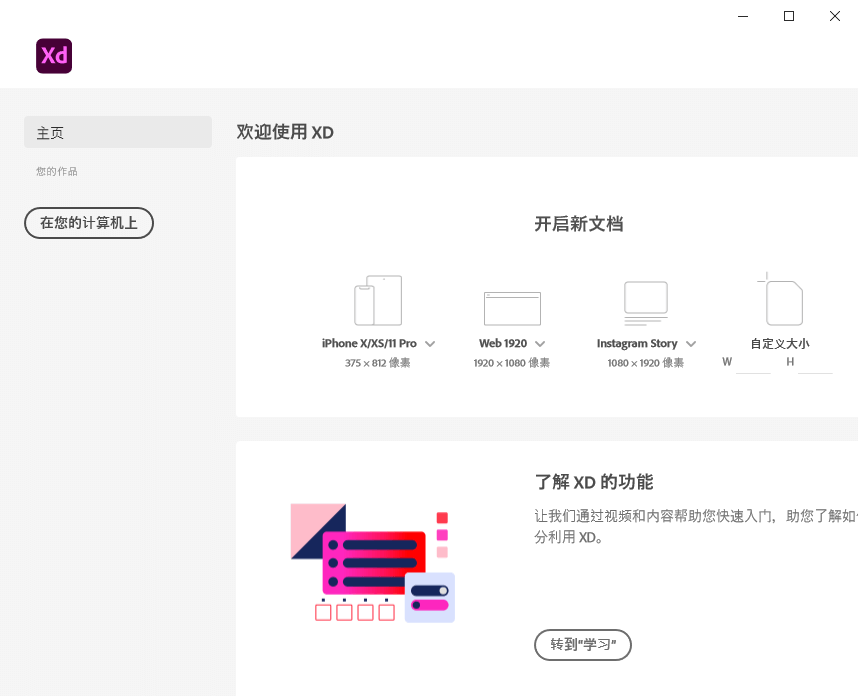 Xd
主页
您的作品
在您的计算机上
欢迎使用 XD
开启新文档
iPhone X/XS/11 Pro
375 × 812 像素
Web 1920
1920 × 1080 像素
Instagram Story
1080 × 1920 像素
自定义大小
W H
了解 XD 的功能
让我们通过视频和内容帮助您快速入门，助您了解如
分利用 XD。
转到“学习”